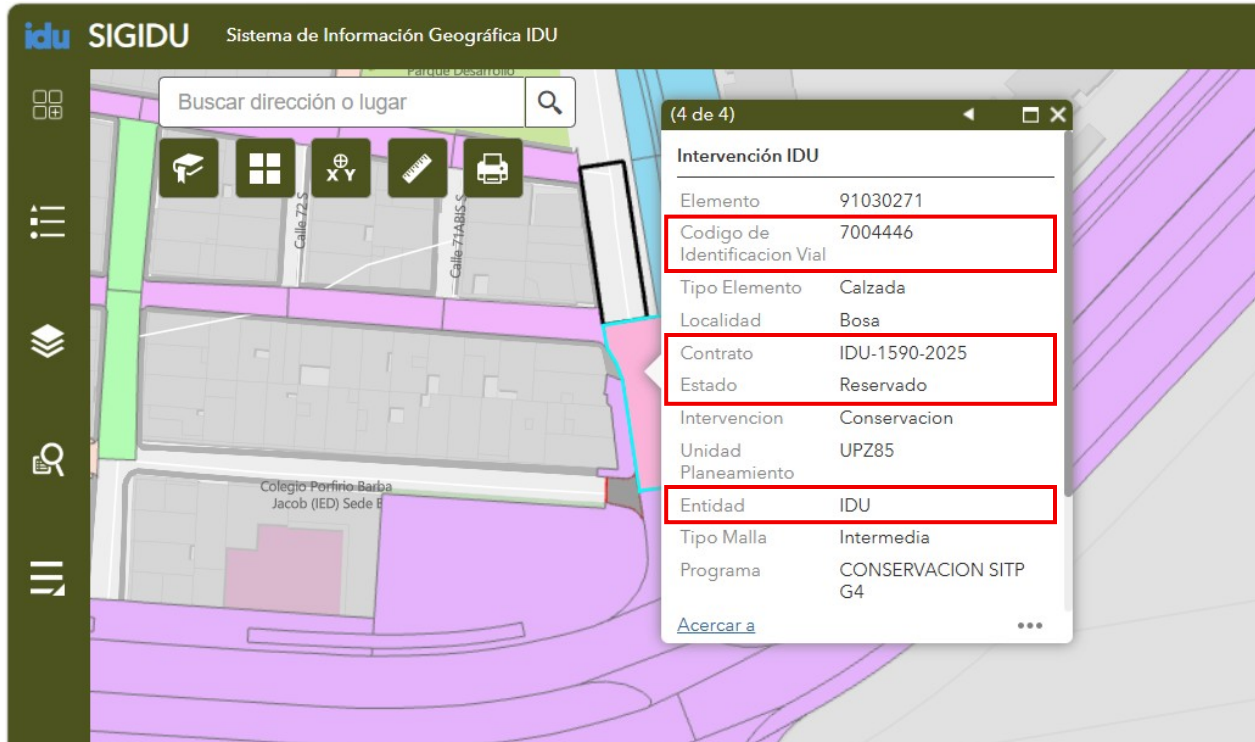 idu SIGIDU Sistema de Información Geográfica IDU
Parque Desarrollo
Buscar dirección o lugar
X Y
Calle 72 S
Calle 71ABIS S
Colegio Porfirio Barba
Jacob (IED) Sede B
(4 de 4)
Intervención IDU
Elemento 91030271
Codigo de 7004446
Identificacion Vial
Tipo Elemento Calzada
Localidad Bosa
Contrato IDU-1590-2025
Estado Reservado
Intervencion Conservacion
Unidad UPZ85
Planeamiento
Entidad IDU
Tipo Malla Intermedia
Programa CONSERVACION SITP
G4
Acercar a